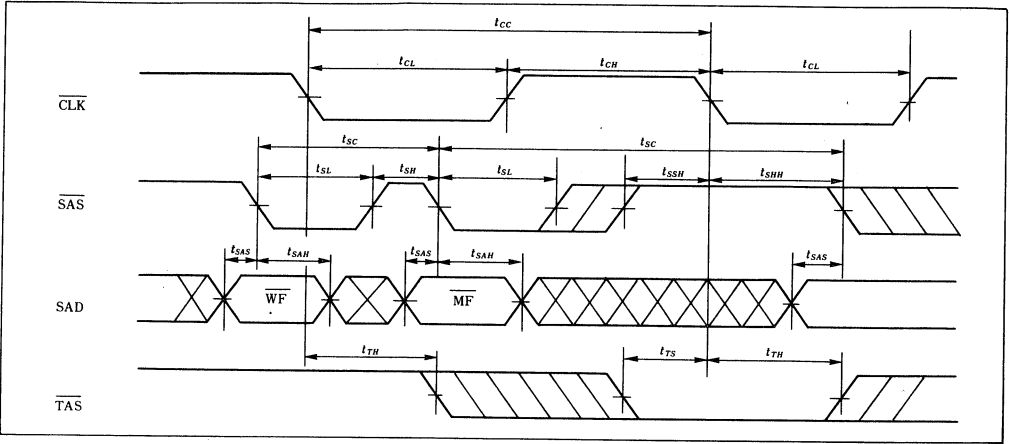 tCC
tCL tCH tCL
CLK
tSC tSC
tSL tSH tSL tSSH tSHH
SAS
tSAS tSAH tSAS tSAH tSAS
SAD WF MF
tTH tTS tTH
TAS